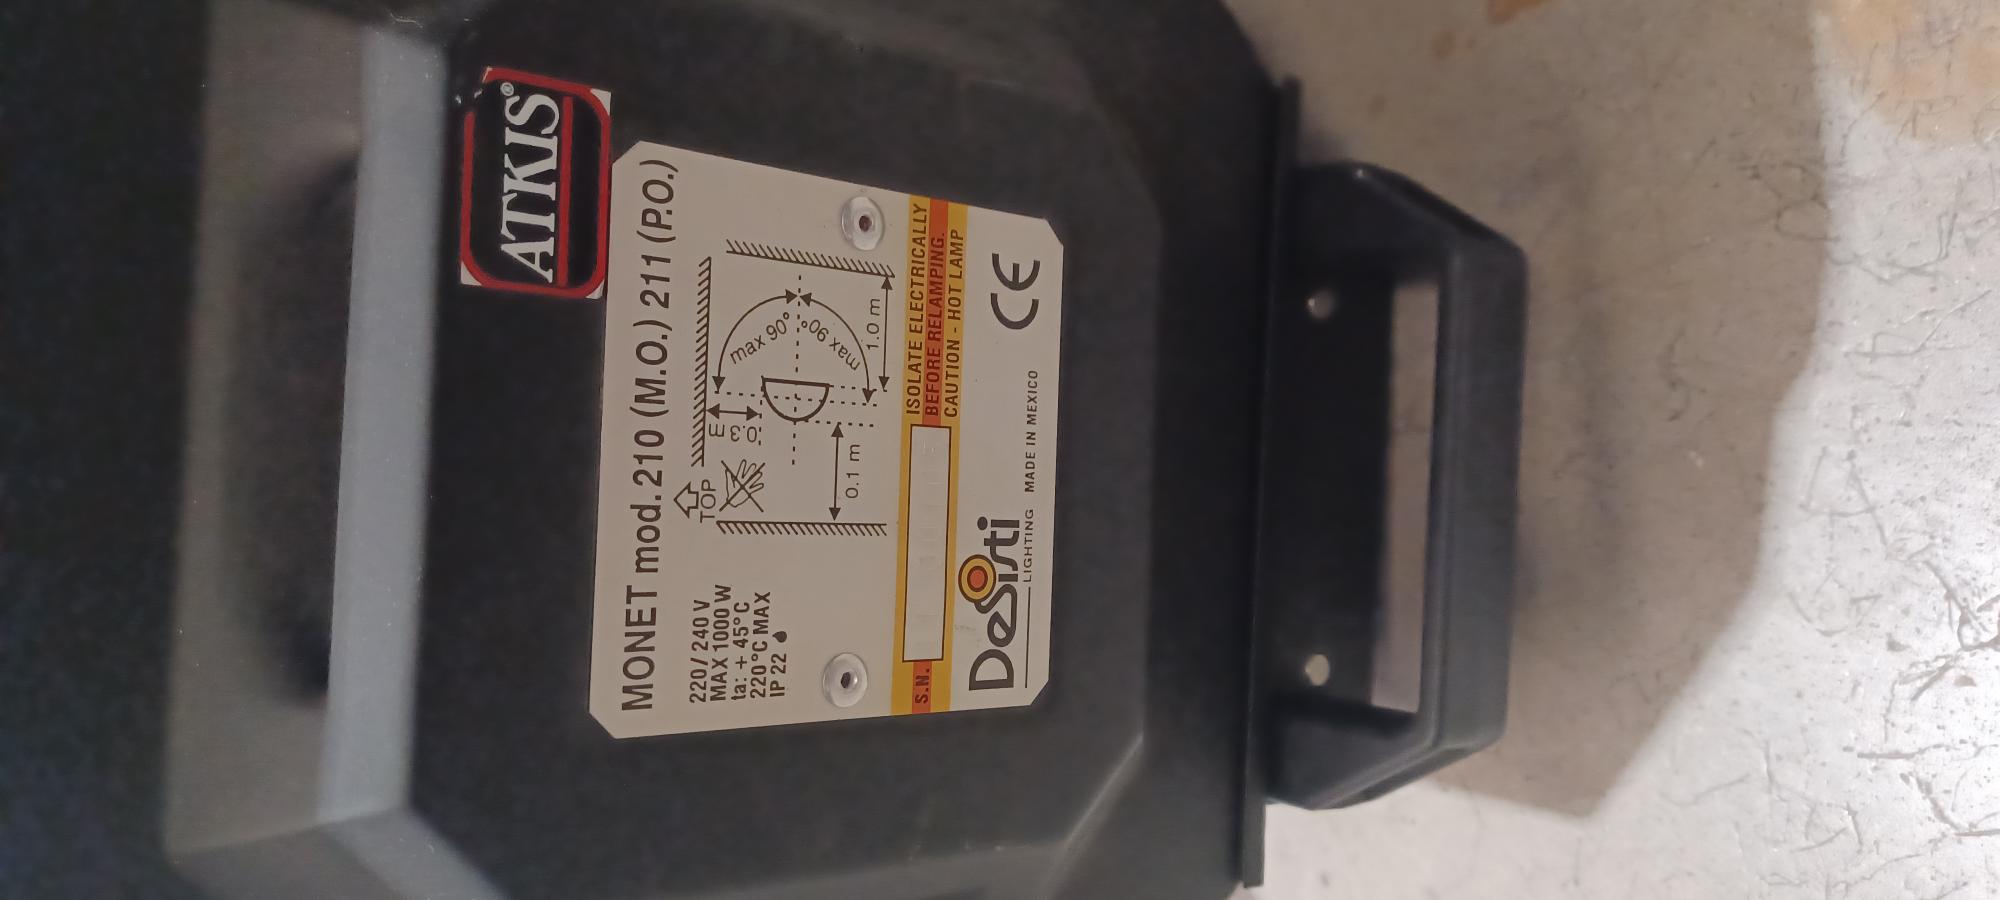 ATKIS®
MONET mod. 210 (M.O.) 211 (P.O.)
220/240 V
MAX 1000 W
ta: + 45°C
220°C MAX
IP 22
TOP
E
0.3
max 90°
max 90°
0.1 m
1.0 m
S.N.
ISOLATE ELECTRICALLY
BEFORE RELAMPING.
CAUTION - HOT LAMP
DeSisti
LIGHTING MADE IN MEXICO
CE